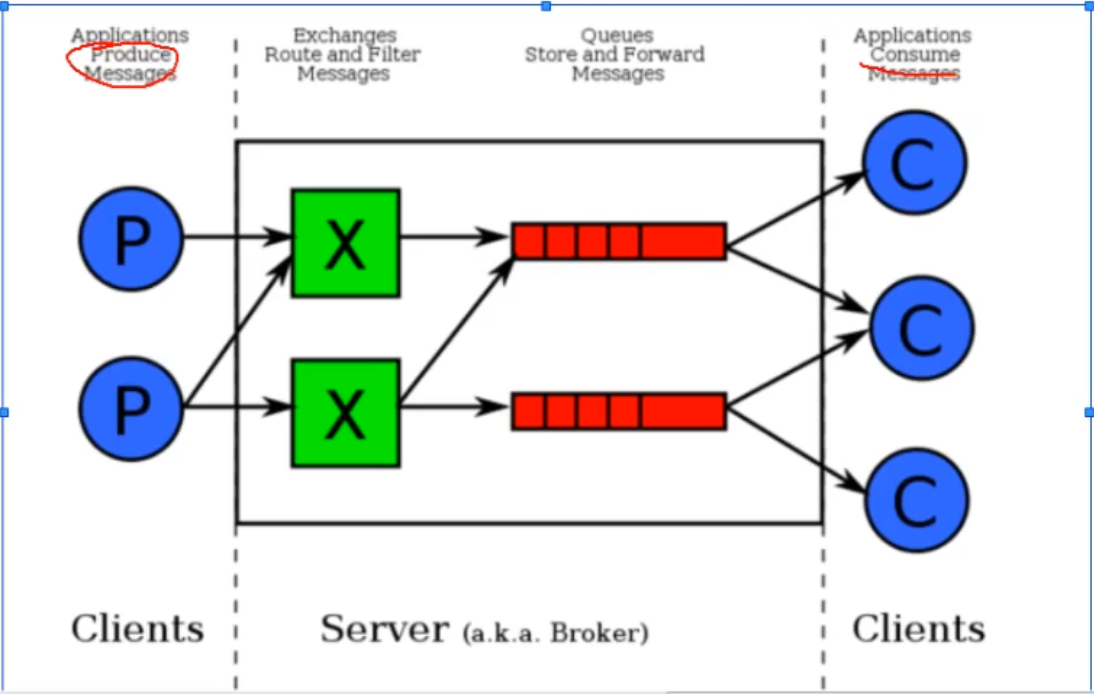 Applications
Produce
Messages
Exchanges
Route and Filter
Messages
Queues
Store and Forward
Messages
Applications
Consume
Messages
P
P
X
X
C
C
C
Clients
Server (a.k.a. Broker)
Clients